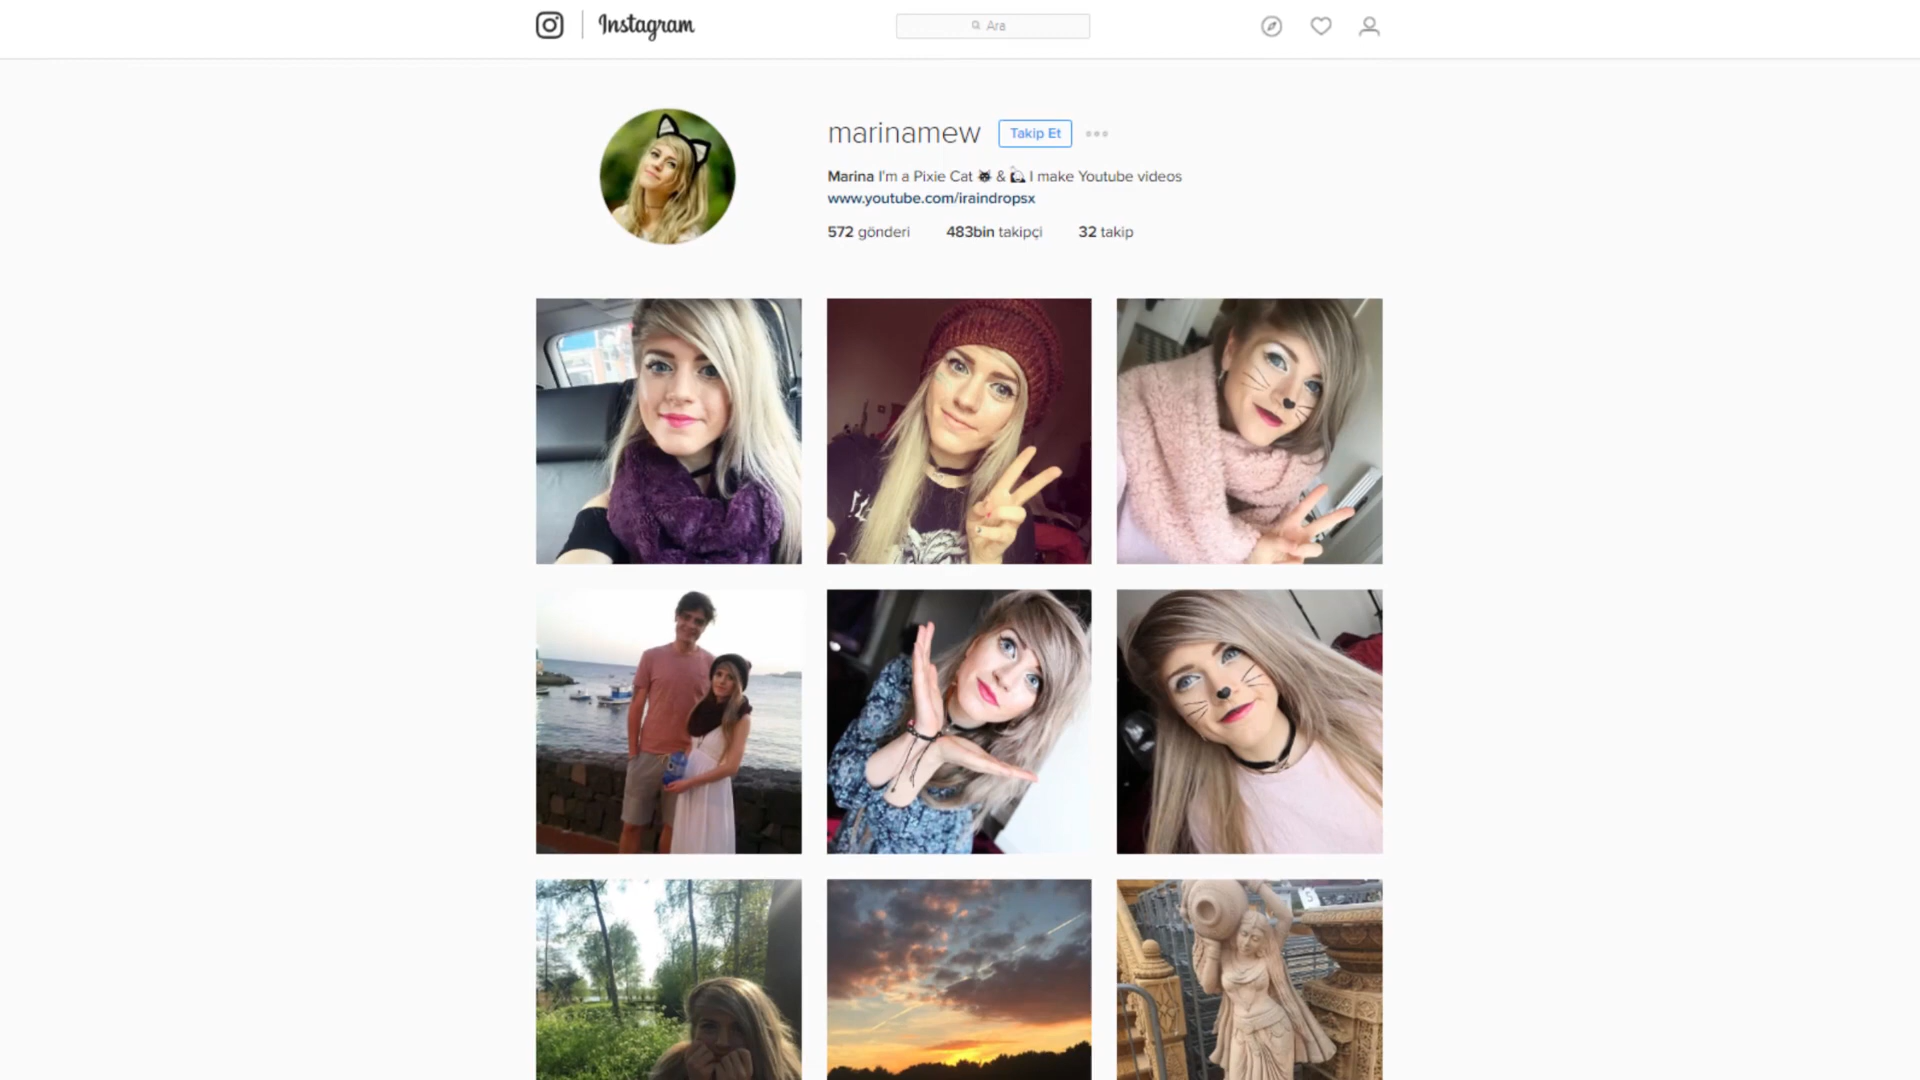 Instagram
Ara
marinamew Takip Et
Marina I'm a Pixie Cat & I make Youtube videos
www.youtube.com/iraindropsx
572 gönderi 483bin takipçi 32 takip
5